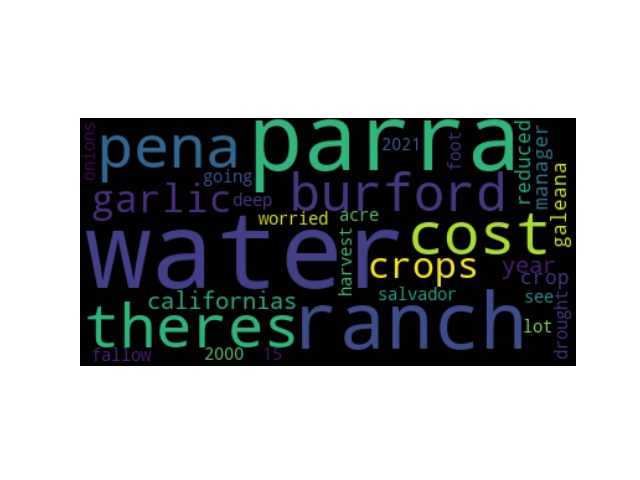 onions
pena
parra
2021
foot
reduced
manager
galeana
going
garlic
deep
burford
worried
acre
water
cost
harvest
crops
year
crop
californias
salvador
see
theres
ranch
lot
drought
fallow
2000
15